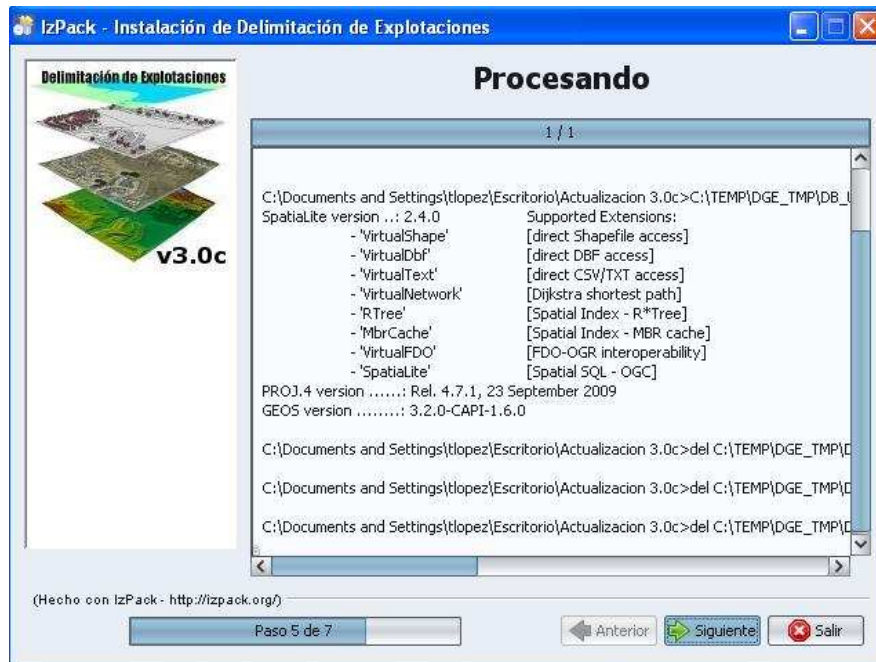 IzPack - Instalación de Delimitación de Explotaciones
Delimitación de Explotaciones
v3.0c
Procesando
1 / 1
C:\Documents and Settings\tlopez\Escritorio\Actualizacion 3.0c>C:\TEMP\DGE_TMP\DB_
SpatiaLite version ..: 2.4.0 Supported Extensions:
- 'VirtualShape' [direct Shapefile access]
- 'VirtualDbf' [direct DBF access]
- 'VirtualText' [direct CSV/TXT access]
- 'VirtualNetwork' [Dijkstra shortest path]
- 'RTree' [Spatial Index - R*Tree]
- 'MbrCache' [Spatial Index - MBR cache]
- 'VirtualFDO' [FDO-OGR interoperability]
- 'SpatiaLite' [Spatial SQL - OGC]
PROJ.4 version ......: Rel. 4.7.1, 23 September 2009
GEOS version ........: 3.2.0-CAPI-1.6.0
C:\Documents and Settings\tlopez\Escritorio\Actualizacion 3.0c>del C:\TEMP\DGE_TMP\D
C:\Documents and Settings\tlopez\Escritorio\Actualizacion 3.0c>del C:\TEMP\DGE_TMP\D
C:\Documents and Settings\tlopez\Escritorio\Actualizacion 3.0c>del C:\TEMP\DGE_TMP\D
(Hecho con IzPack - http://izpack.org/)
Paso 5 de 7
Anterior
Siguiente
Salir